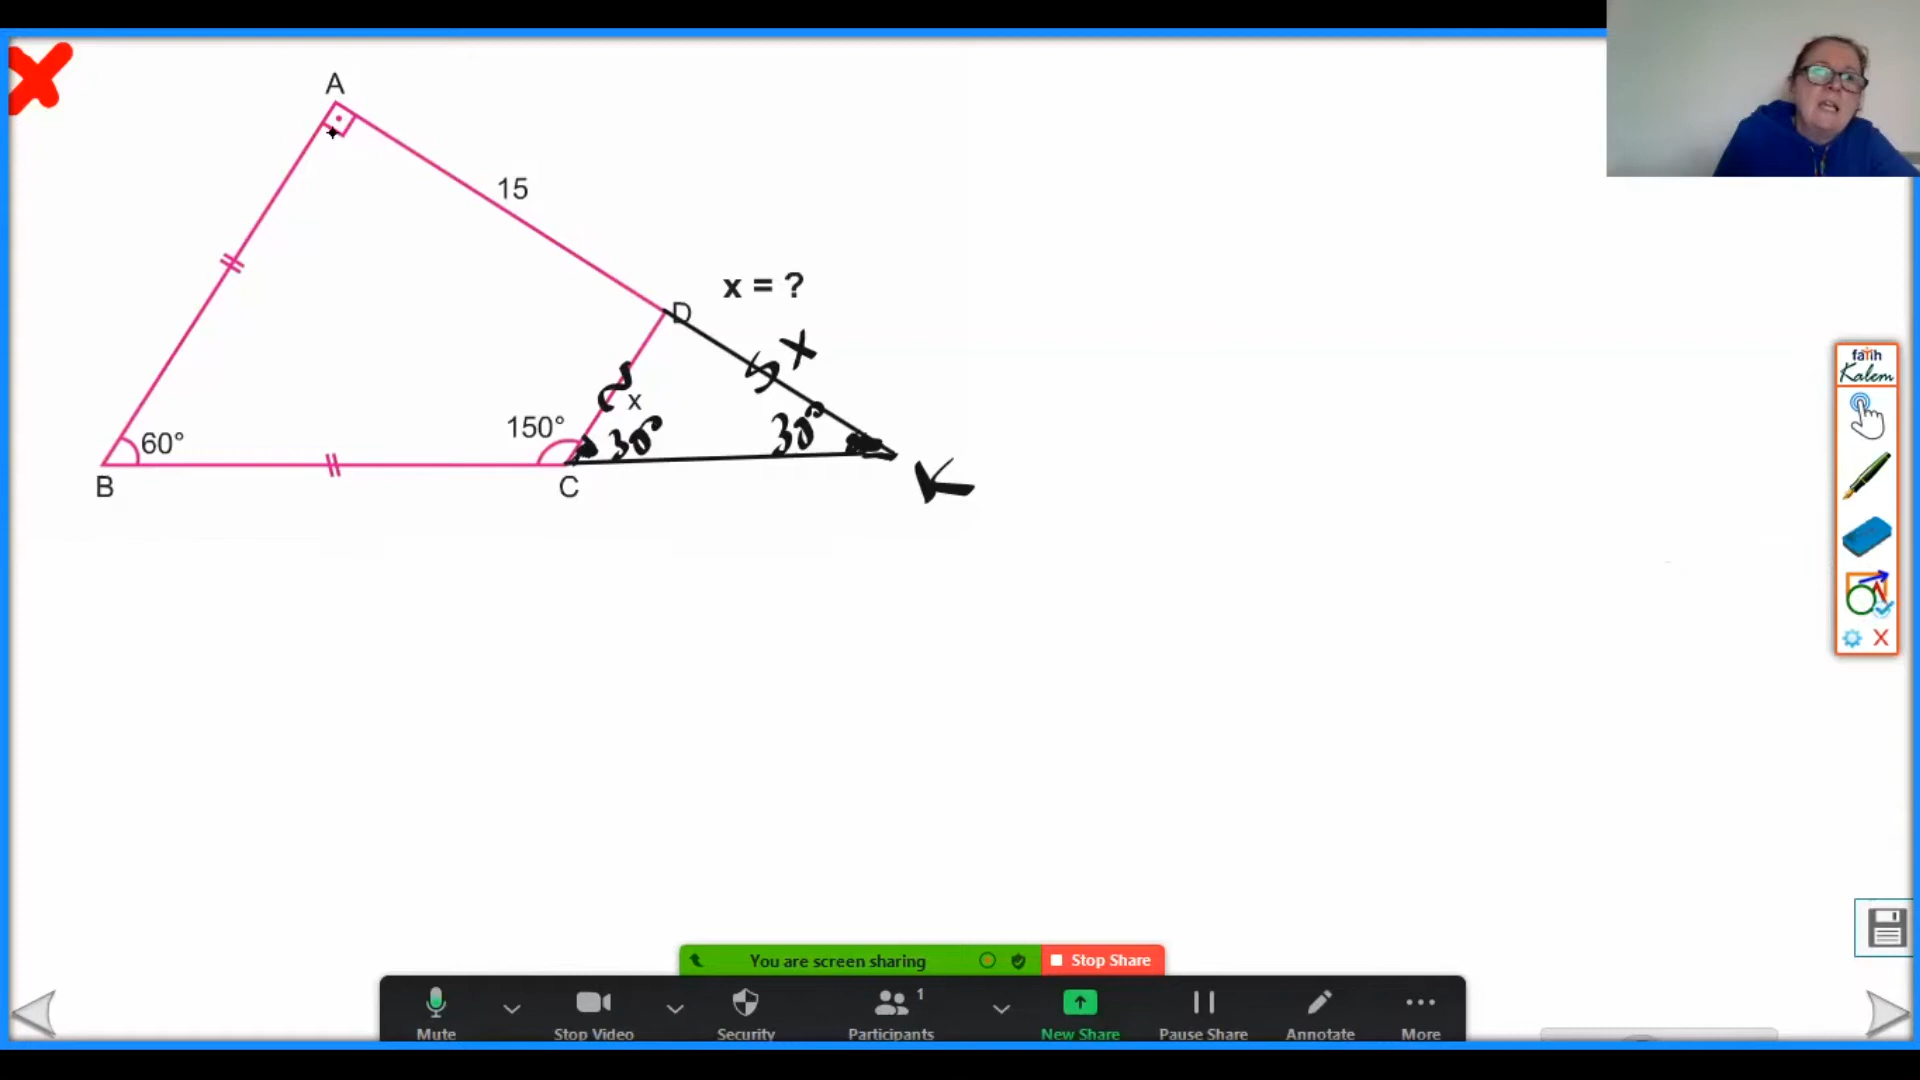 A
15
D
x = ?
x
x
60°
150°
30°
30°
B
C
K
fatih
Kalem
You are screen sharing
Stop Share
1
Mute
Stop Video
Security
Participants
New Share
Pause Share
Annotate
More